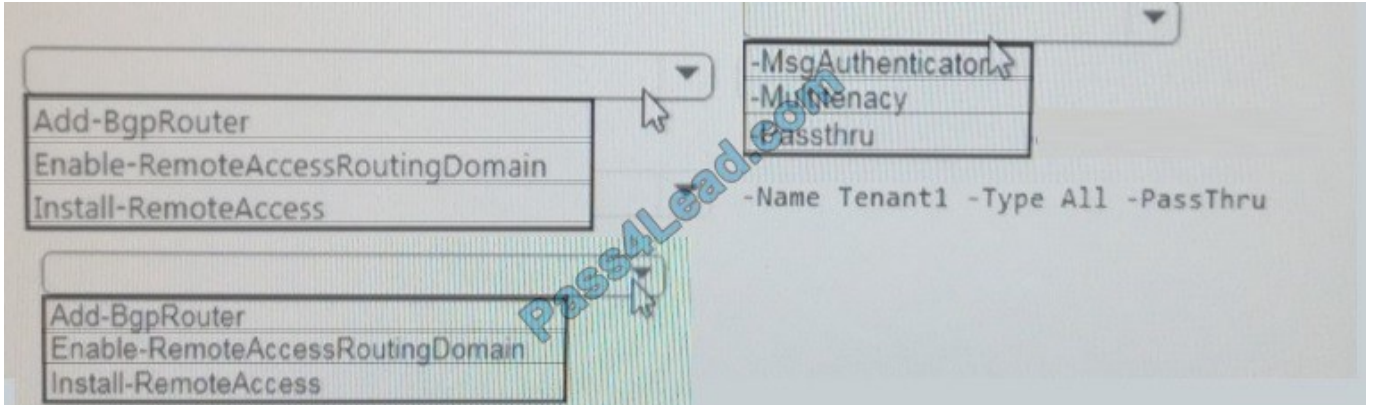 -MsgAuthenticator
-Multitenacy
-Passthru
Add-BgpRouter
Enable-RemoteAccessRoutingDomain
Install-RemoteAccess
-Name Tenant1 -Type All -PassThru
Add-BgpRouter
Enable-RemoteAccessRoutingDomain
Install-RemoteAccess
Pass4Lead.com